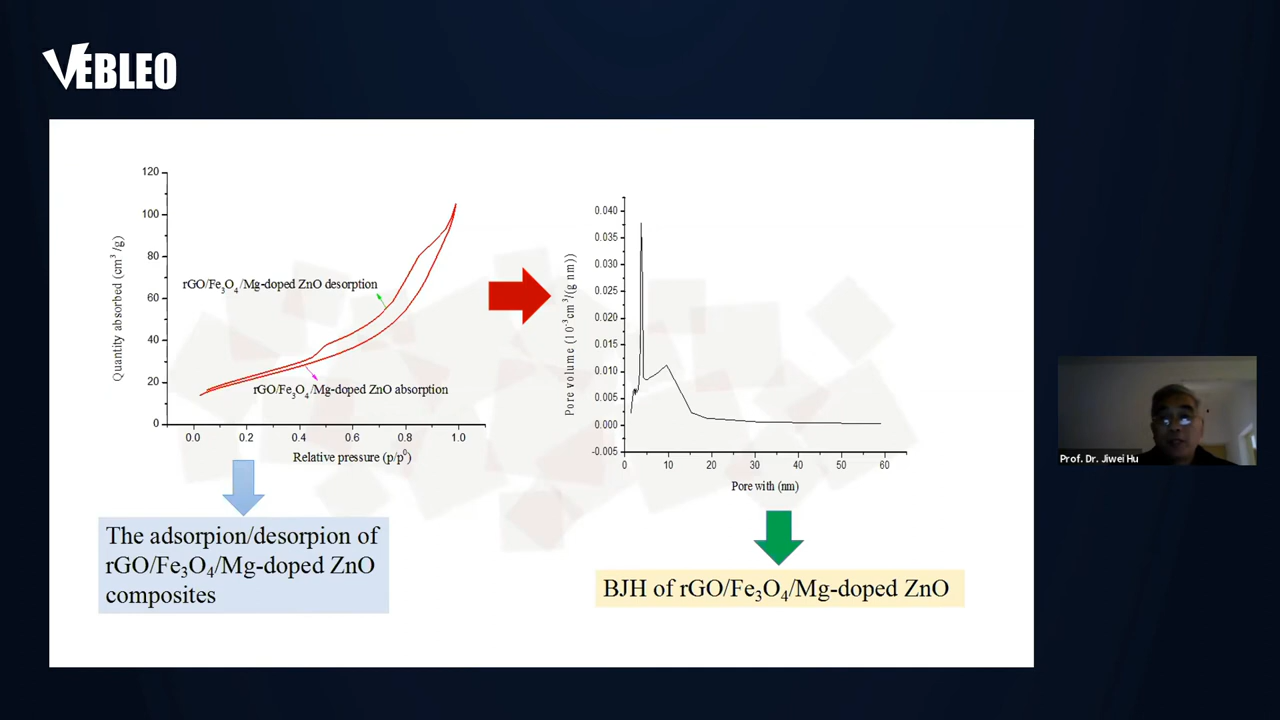 VEBLEO
120
100
80
60
40
20
0
Quantity absorbed (cm³/g)
rGO/Fe₃O₄/Mg-doped ZnO desorption
rGO/Fe₃O₄/Mg-doped ZnO absorption
0.0 0.2 0.4 0.6 0.8 1.0
Relative pressure (p/p⁰)
The adsorpion/desorpion of
rGO/Fe₃O₄/Mg-doped ZnO
composites
0.040
0.035
0.030
0.025
0.020
0.015
0.010
0.005
0.000
-0.005
Pore volume (10⁻³cm³/(g nm))
0 10 20 30 40 50 60
Pore with (nm)
BJH of rGO/Fe₃O₄/Mg-doped ZnO
Prof. Dr. Jiwei Hu